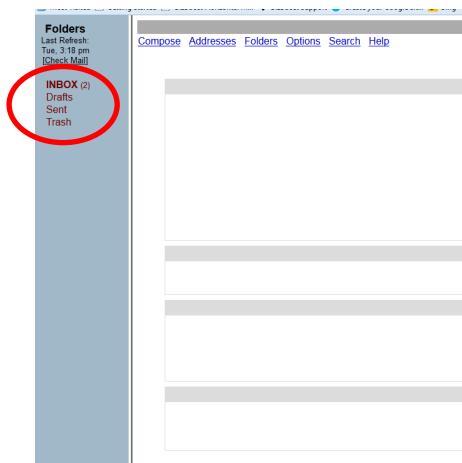 Folders
Last Refresh:
Tue, 3:18 pm
[Check Mail]
INBOX (2)
Drafts
Sent
Trash
Compose Addresses Folders Options Search Help